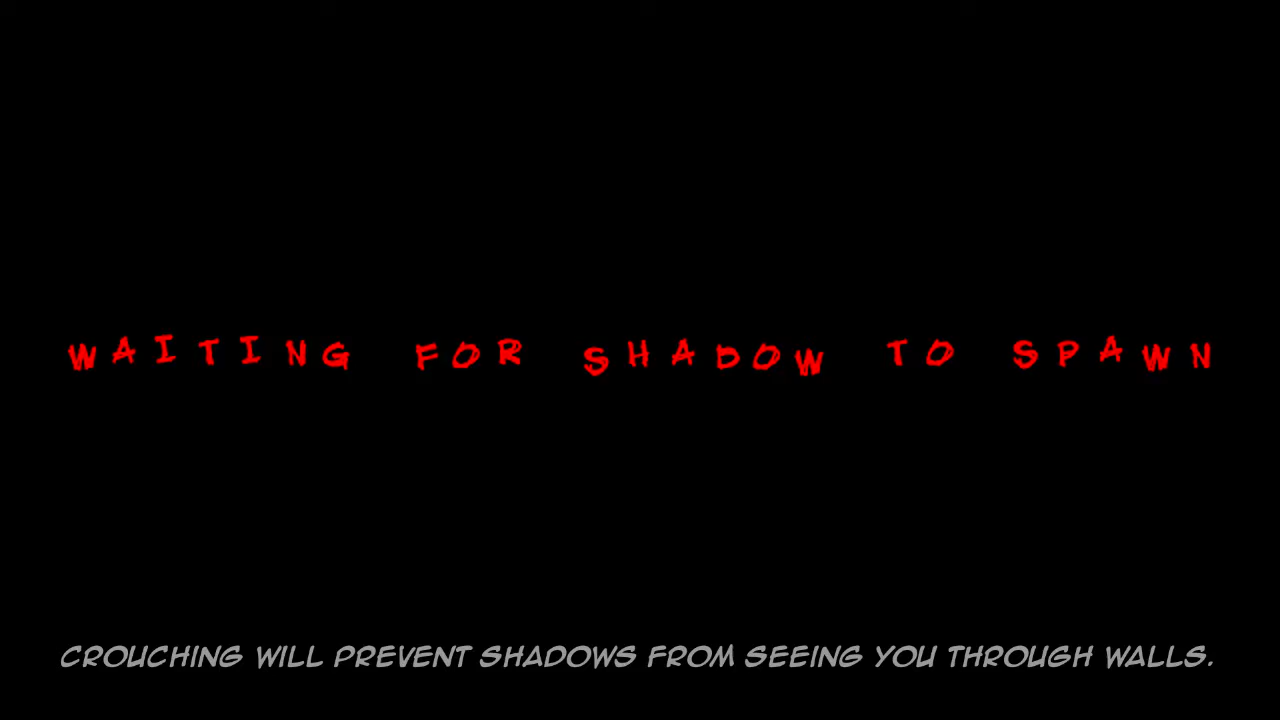 WAITING FOR SHADOW TO SPAWN
CROUCHING WILL PREVENT SHADOWS FROM SEEING YOU THROUGH WALLS.